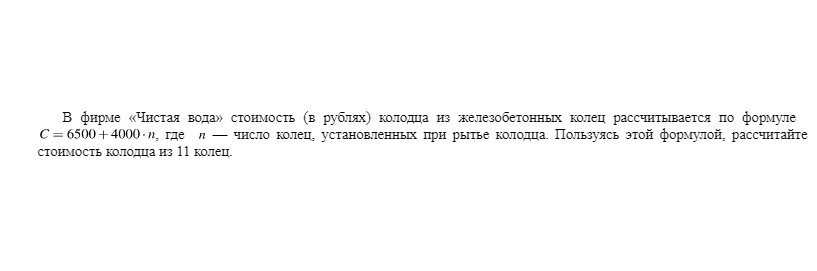 В фирме «Чистая вода» стоимость (в рублях) колодца из железобетонных колец рассчитывается по формуле
C = 6500 + 4000 · n, где n — число колец, установленных при рытье колодца. Пользуясь этой формулой, рассчитайте
стоимость колодца из 11 колец.